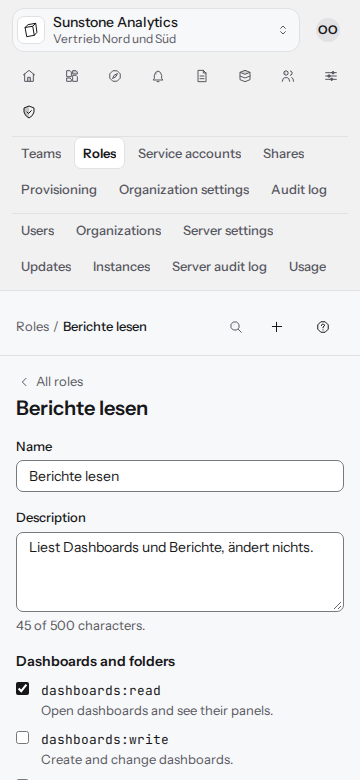 Sunstone Analytics
Vertrieb Nord und Süd
OO
Teams Roles Service accounts Shares
Provisioning Organization settings Audit log
Users Organizations Server settings
Updates Instances Server audit log Usage
Roles / Berichte lesen
All roles
Berichte lesen
Name
Berichte lesen
Description
Liest Dashboards und Berichte, ändert nichts.
45 of 500 characters.
Dashboards and folders
dashboards:read
Open dashboards and see their panels.
dashboards:write
Create and change dashboards.